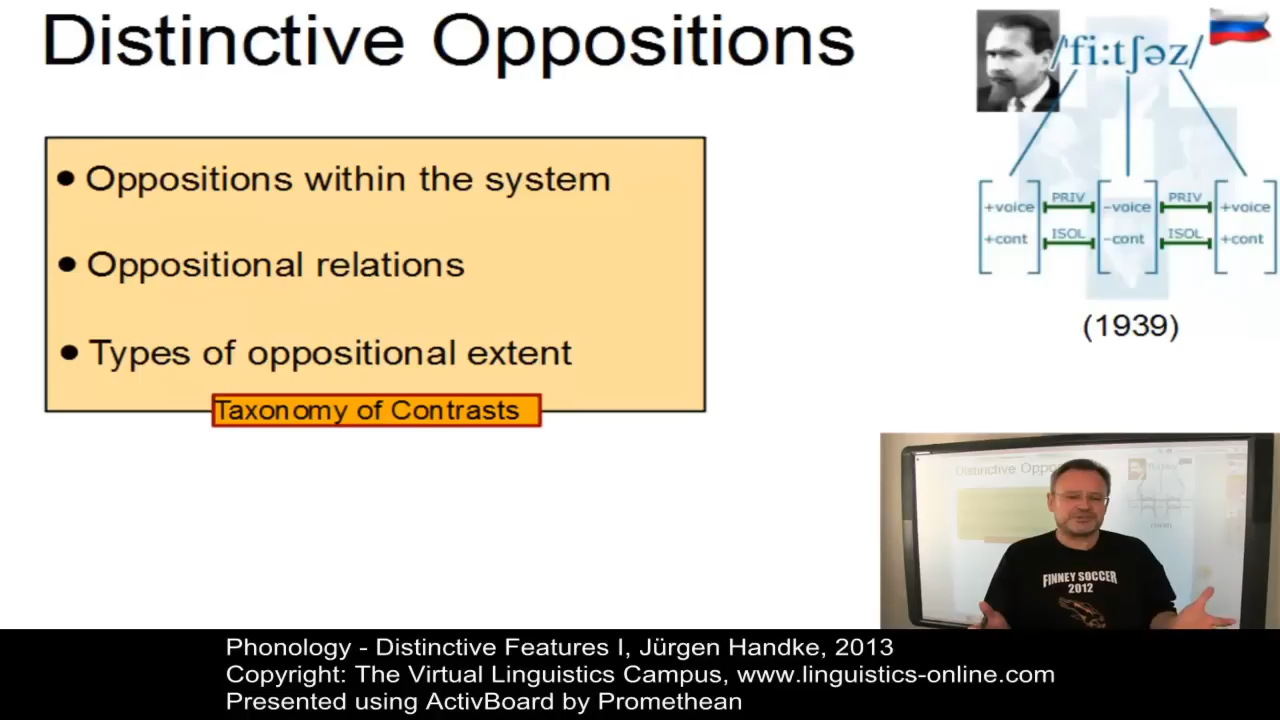 Distinctive Oppositions
/'fi:tʃəz/
• Oppositions within the system
• Oppositional relations
• Types of oppositional extent
Taxonomy of Contrasts
+voice PRIV –voice PRIV +voice
+cont ISOL –cont ISOL +cont
(1939)
Distinctive Oppo
FINNEY SOCCER
2012
Phonology - Distinctive Features I, Jürgen Handke, 2013
Copyright: The Virtual Linguistics Campus, www.linguistics-online.com
Presented using ActivBoard by Promethean